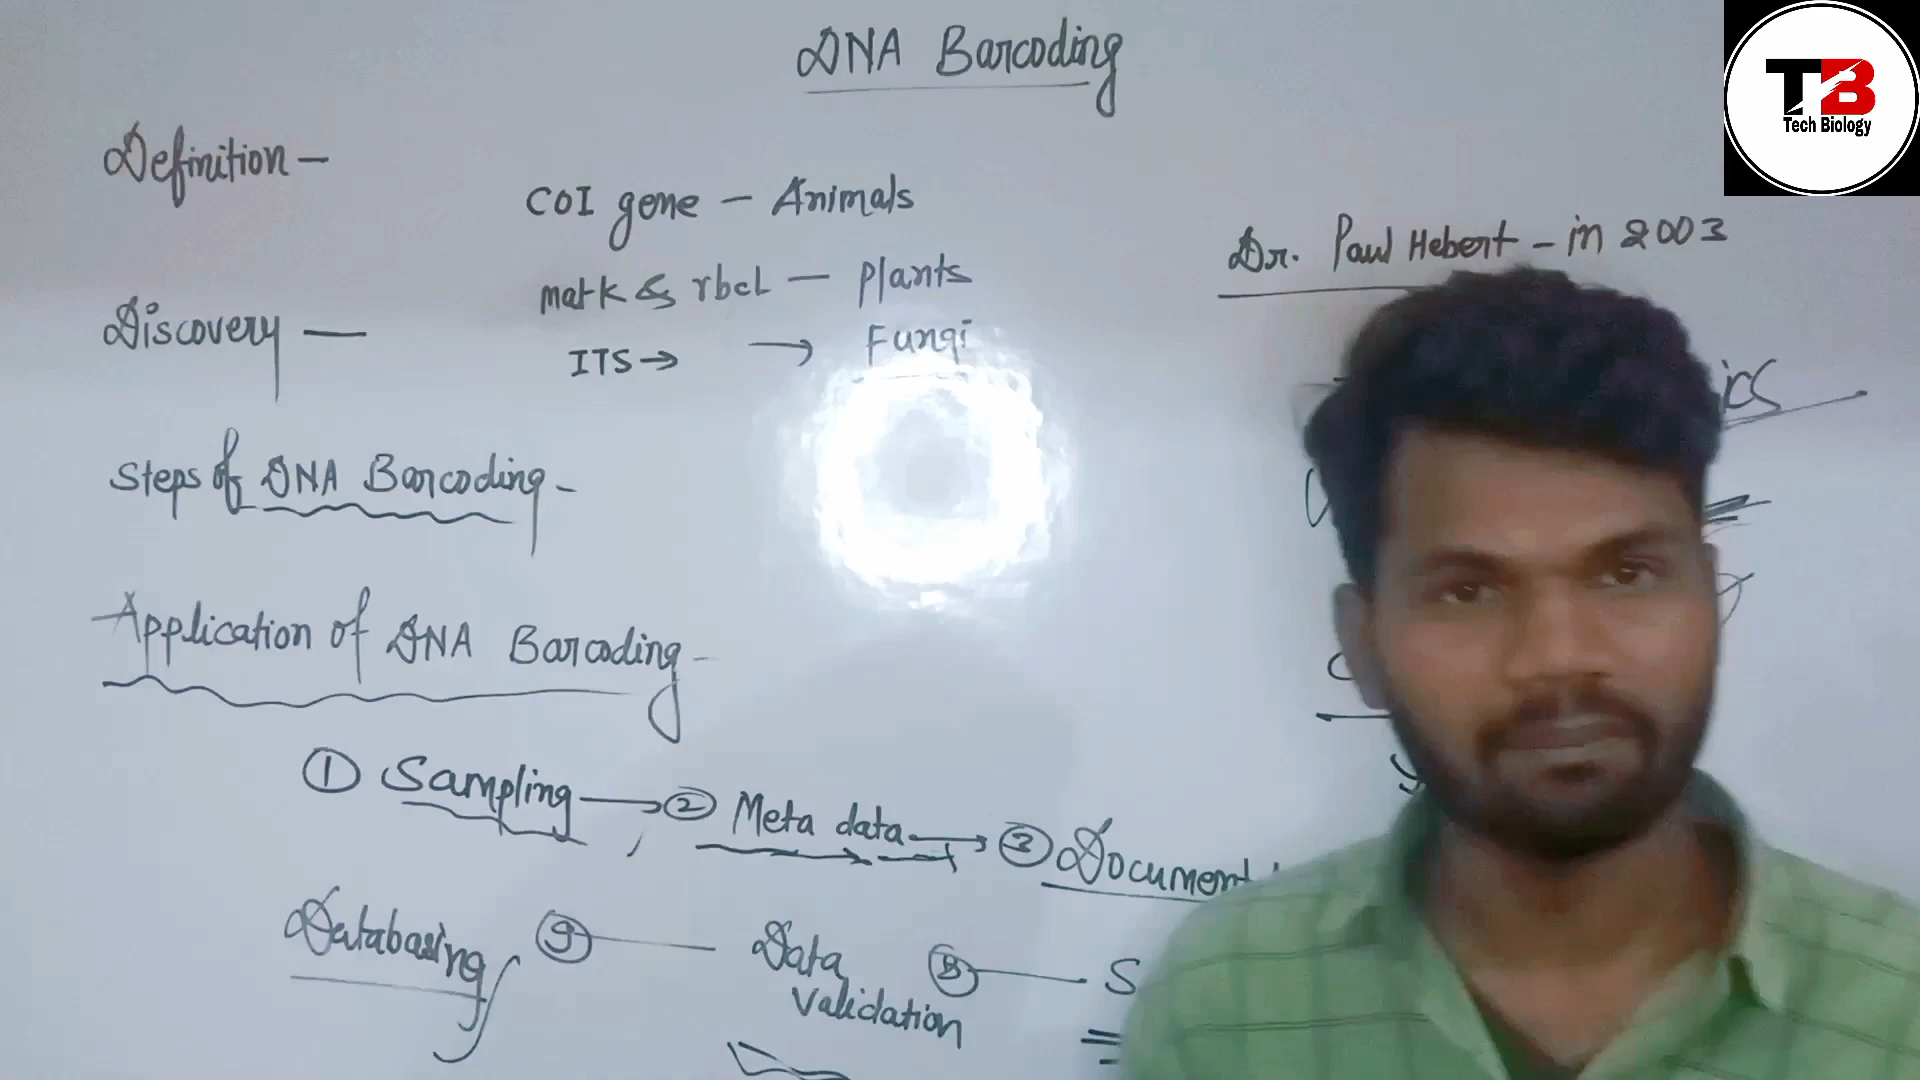 DNA Barcoding
TB
Tech Biology
Definition -
COI gene - Animals
Dr. Paul Hebert - in 2003
matk & rbcL - plants
Discovery -
ITS → → Fungi
Steps of DNA Barcoding -
Application of DNA Barcoding -
① Sampling → ② Meta data → ③ Document
Databasing ⑨ Data ⑧ S
validation